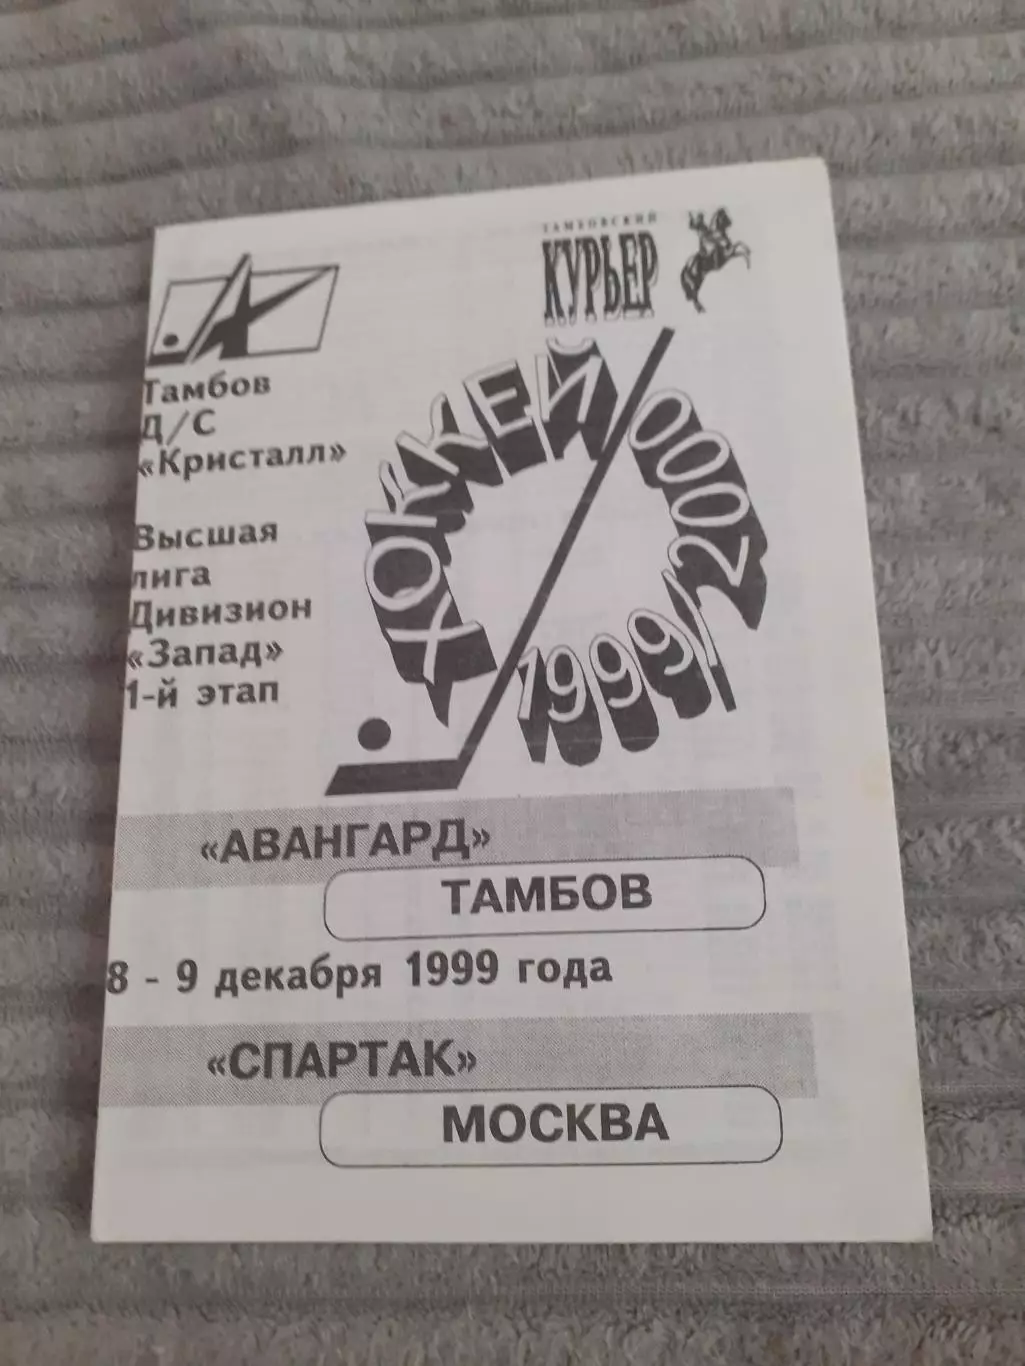 ТАМБОВСКИЙ
КУРЬЕР
Тамбов
Д/С
«Кристалл»
Высшая
лига
Дивизион
«Запад»
1-й этап
ХОККЕЙ
1999/2000
«АВАНГАРД»
ТАМБОВ
8 - 9 декабря 1999 года
«СПАРТАК»
МОСКВА